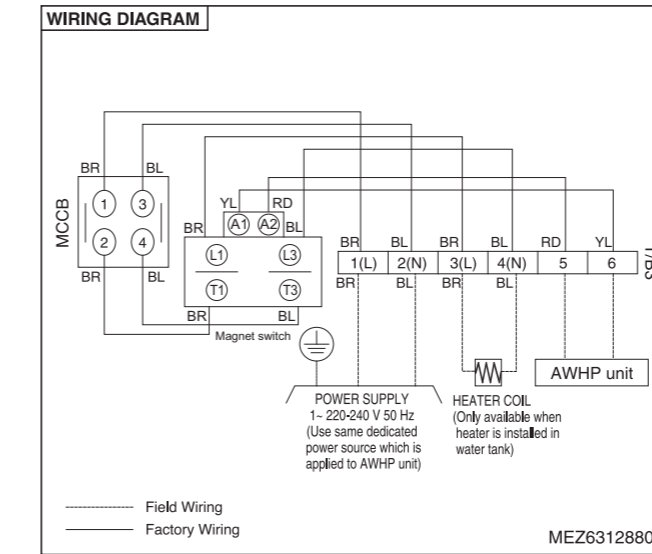 WIRING DIAGRAM
BR BL
YL RD
MCCB
1 3
BR A1 A2 BL
2 4
L1 L3
BR BL BR BL RD YL
1(L) 2(N) 3(L) 4(N) 5 6
T/B3
BR BL
T1 T3
BR BL BR BL
BR BL
Magnet switch
AWHP unit
POWER SUPPLY
1~ 220-240 V 50 Hz
(Use same dedicated
power source which is
applied to AWHP unit)
HEATER COIL
(Only available when
heater is installed in
water tank)
Field Wiring
Factory Wiring
MEZ6312880